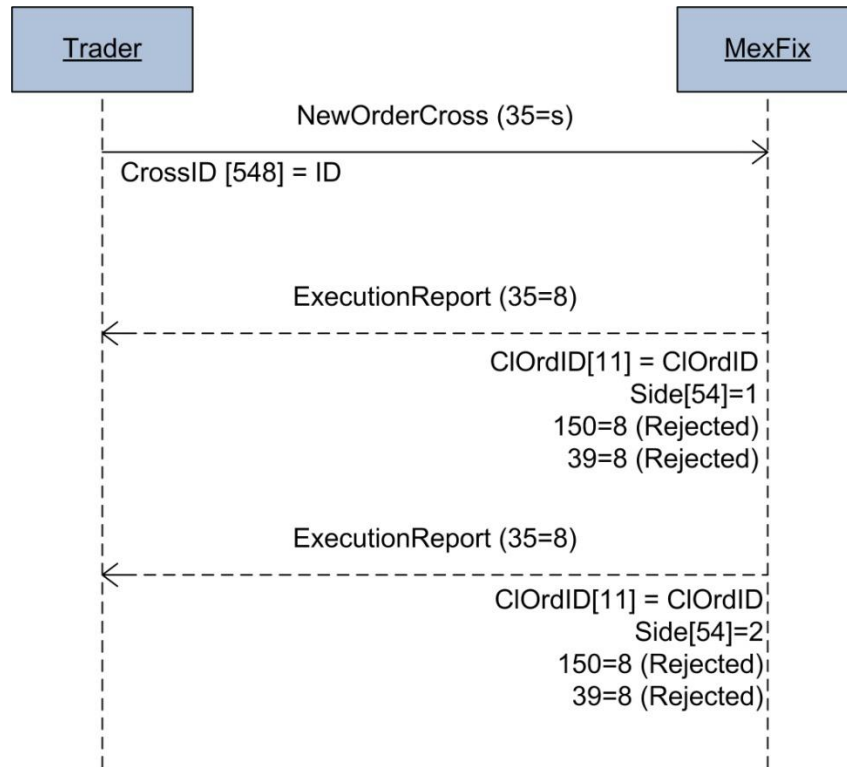 Trader
MexFix
NewOrderCross (35=s)
CrossID [548] = ID
ExecutionReport (35=8)
ClOrdID[11] = ClOrdID
Side[54]=1
150=8 (Rejected)
39=8 (Rejected)
ExecutionReport (35=8)
ClOrdID[11] = ClOrdID
Side[54]=2
150=8 (Rejected)
39=8 (Rejected)